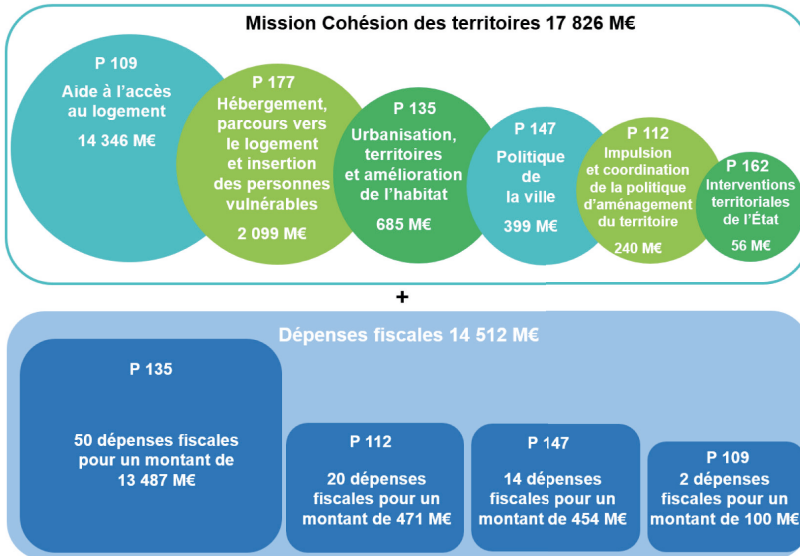 Mission Cohésion des territoires 17 826 M€
P 109
Aide à l'accès
au logement
14 346 M€
P 177
Hébergement,
parcours vers
le logement
et insertion
des personnes
vulnérables
2 099 M€
P 135
Urbanisation,
territoires
et amélioration
de l'habitat
685 M€
P 147
Politique
de
la ville
399 M€
P 112
Impulsion
et coordination
de la politique
d'aménagement
du territoire
240 M€
P 162
Interventions
territoriales
de l'État
56 M€
+
Dépenses fiscales 14 512 M€
P 135
50 dépenses fiscales
pour un montant de
13 487 M€
P 112
20 dépenses
fiscales pour un
montant de 471 M€
P 147
14 dépenses
fiscales pour un
montant de 454 M€
P 109
2 dépenses
fiscales pour un
montant de 100 M€